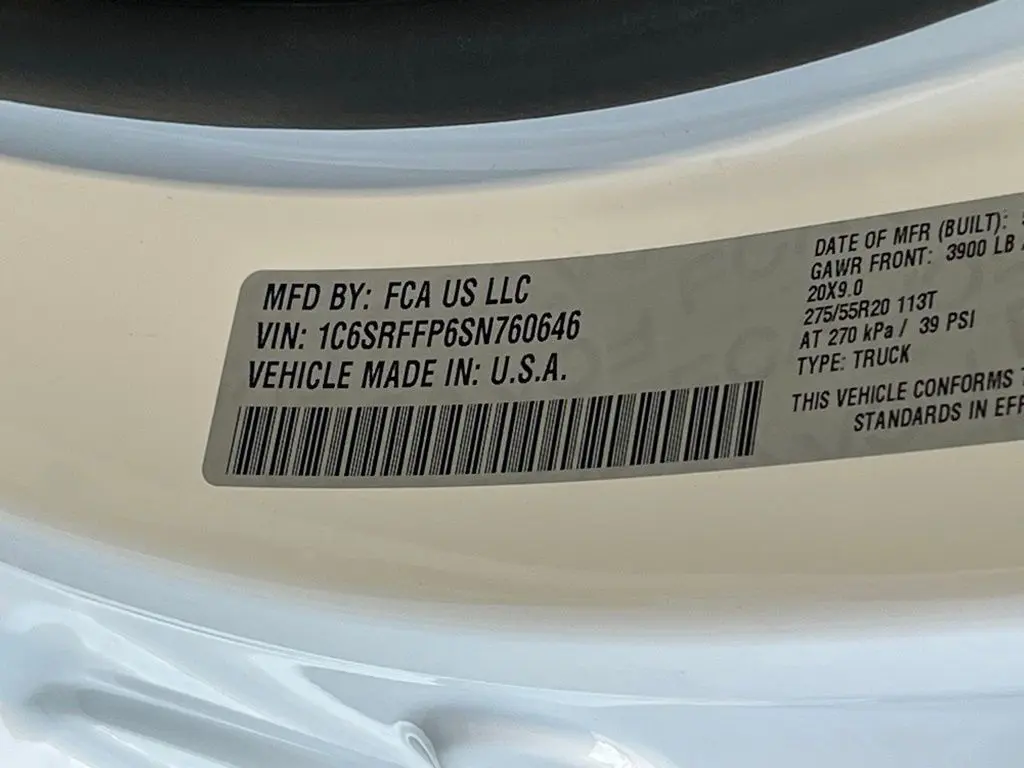 MFD BY: FCA US LLC
VIN: 1C6SRFFP6SN760646
VEHICLE MADE IN: U.S.A.
DATE OF MFR (BUILT):
GAWR FRONT: 3900 LB
20X9.0
275/55R20 113T
AT 270 kPa / 39 PSI
TYPE: TRUCK
THIS VEHICLE CONFORMS
STANDARDS IN